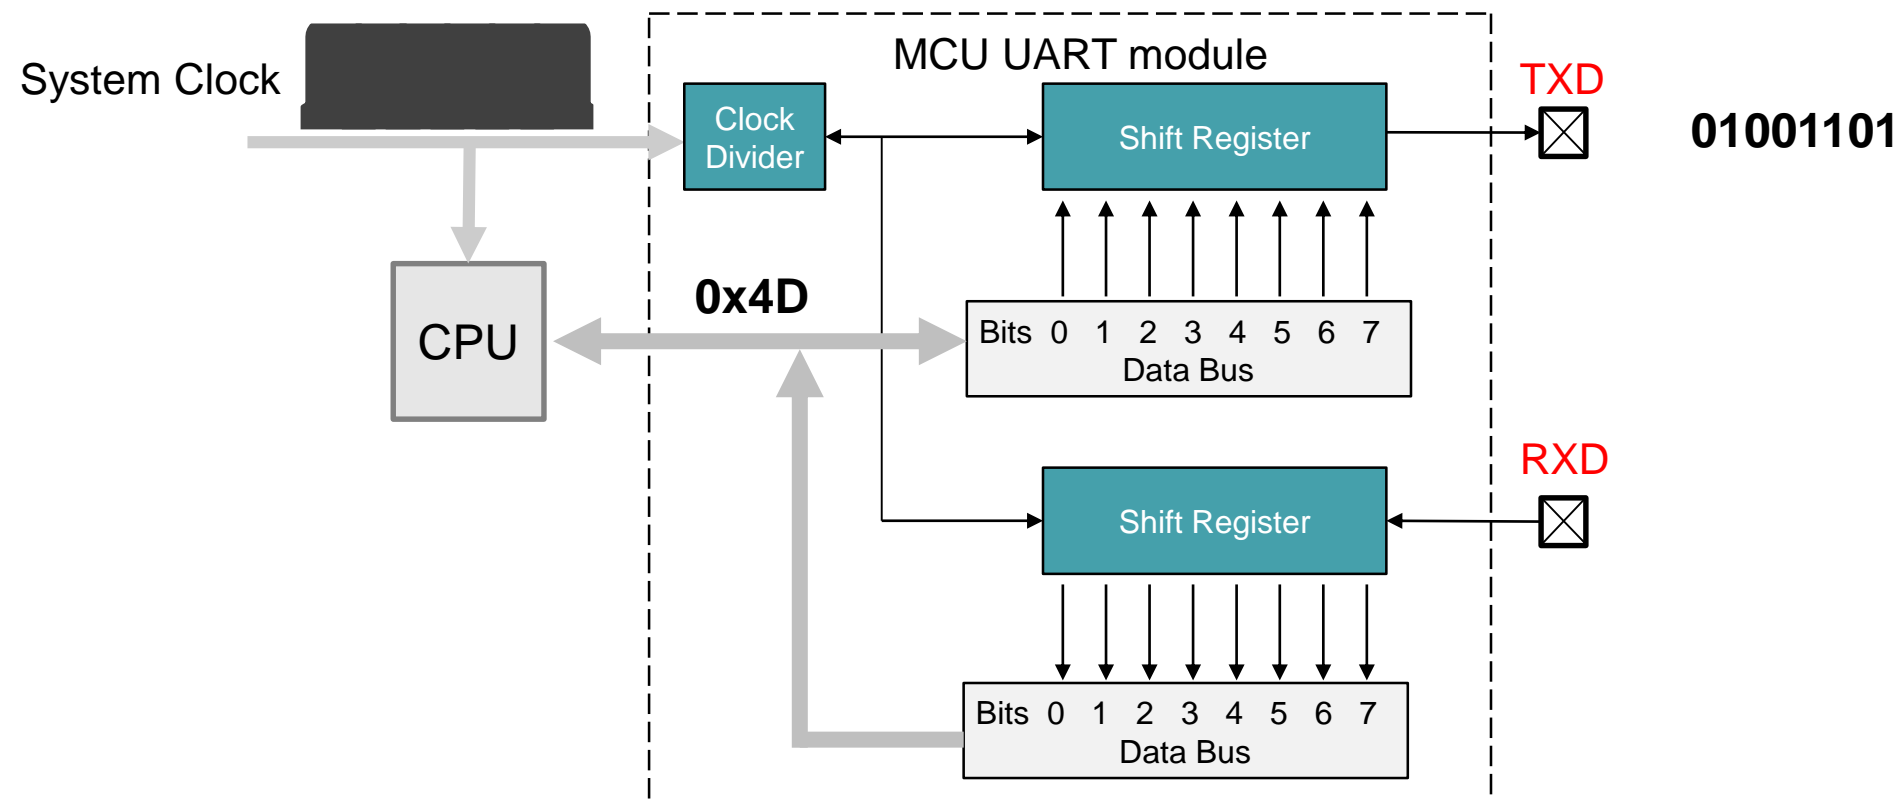 MCU UART module
System Clock
TXD
Clock
Divider
Shift Register
01001101
0x4D
CPU
Bits 0 1 2 3 4 5 6 7
Data Bus
RXD
Shift Register
Bits 0 1 2 3 4 5 6 7
Data Bus